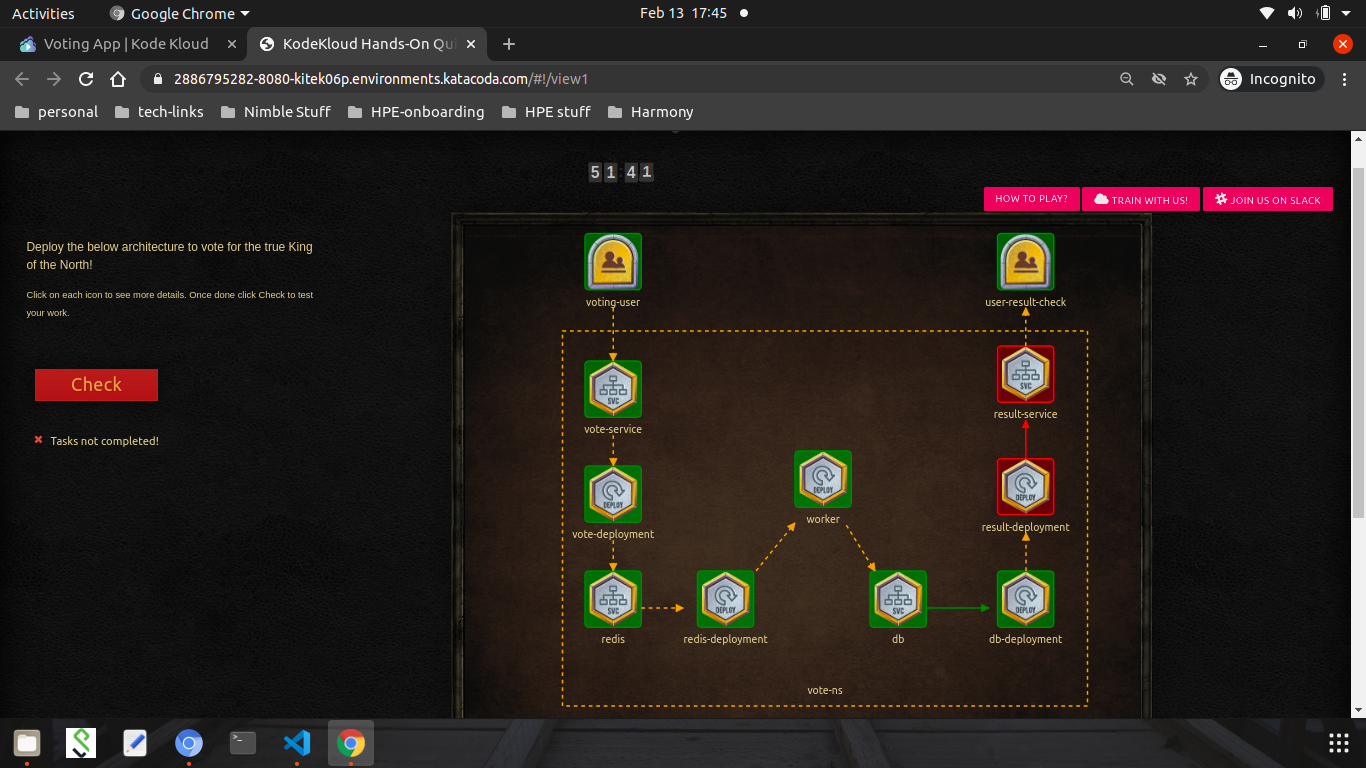 Activities
Google Chrome
Feb 13 17:45
Voting App | Kode Kloud
KodeKloud Hands-On Qu
2886795282-8080-kitek06p.environments.katacoda.com/#!/view1
Incognito
personal
tech-links
Nimble Stuff
HPE-onboarding
HPE stuff
Harmony
51:41
HOW TO PLAY?
TRAIN WITH US!
JOIN US ON SLACK
Deploy the below architecture to vote for the true King
of the North!
Click on each icon to see more details. Once done click Check to test
your work.
Check
Tasks not completed!
voting-user
user-result-check
SVC
vote-service
SVC
result-service
DEPLOY
vote-deployment
DEPLOY
worker
DEPLOY
result-deployment
SVC
redis
DEPLOY
redis-deployment
SVC
db
DEPLOY
db-deployment
vote-ns